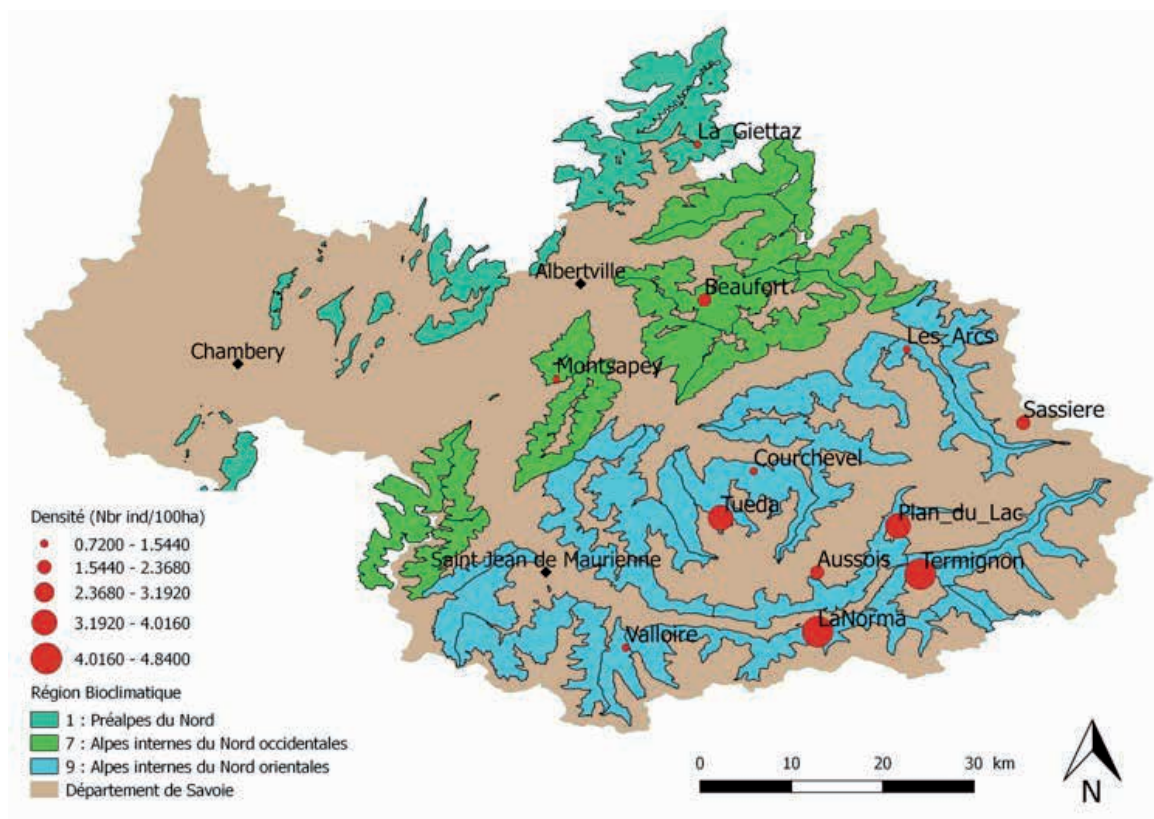 La_Giettaz
Albertville
Beaufort
Chambery
Montsapey
Les_Arcs
Sassiere
Courchevel
Tueda
Plan_du_Lac
Saint Jean de Maurienne
Aussois
Termignon
LaNorma
Valloire
Densité (Nbr ind/100ha)
0.7200 - 1.5440
1.5440 - 2.3680
2.3680 - 3.1920
3.1920 - 4.0160
4.0160 - 4.8400
Région Bioclimatique
1 : Préalpes du Nord
7 : Alpes internes du Nord occidentales
9 : Alpes internes du Nord orientales
Département de Savoie
0 10 20 30 km
N